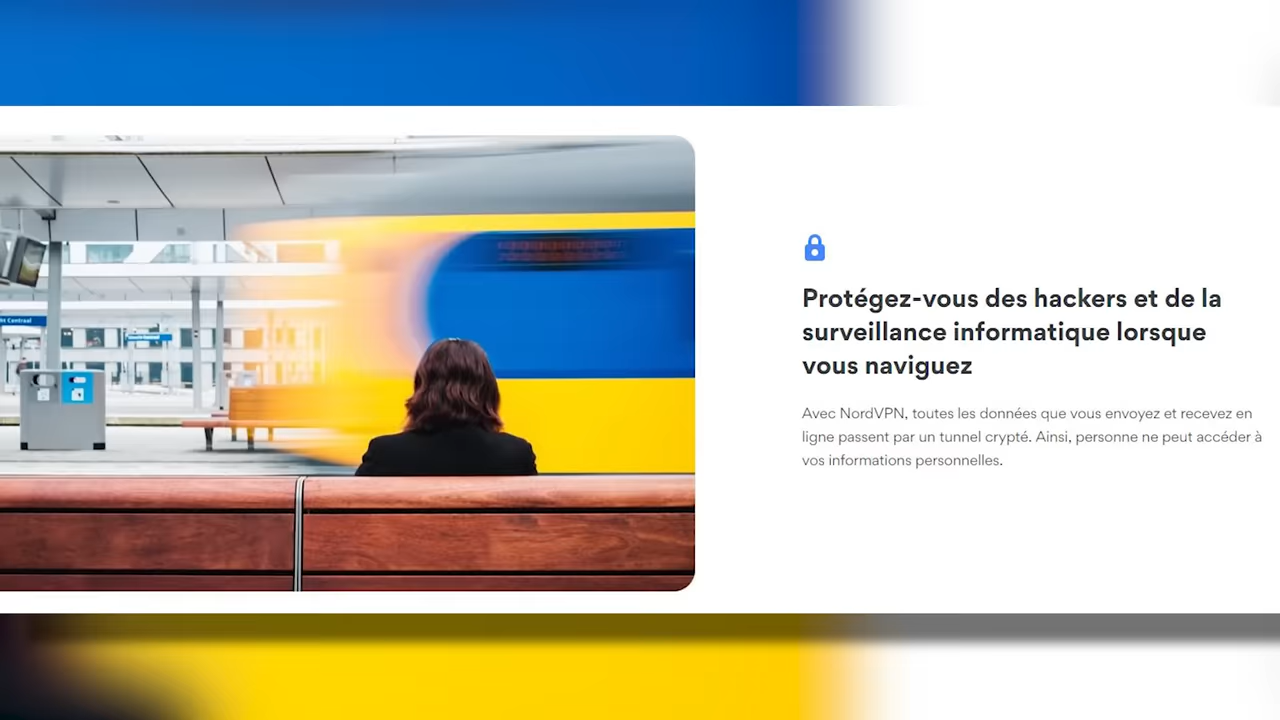 Protégez-vous des hackers et de la
surveillance informatique lorsque
vous naviguez
Avec NordVPN, toutes les données que vous envoyez et recevez en
ligne passent par un tunnel crypté. Ainsi, personne ne peut accéder à
vos informations personnelles.
Centraal